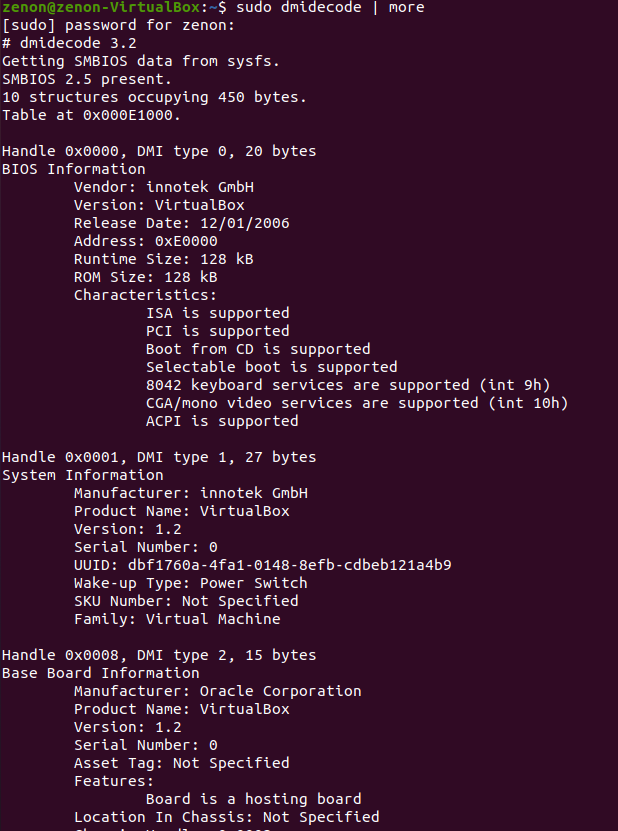 zenon@zenon-VirtualBox:~$ sudo dmidecode | more
[sudo] password for zenon:
# dmidecode 3.2
Getting SMBIOS data from sysfs.
SMBIOS 2.5 present.
10 structures occupying 450 bytes.
Table at 0x000E1000.

Handle 0x0000, DMI type 0, 20 bytes
BIOS Information
        Vendor: innotek GmbH
        Version: VirtualBox
        Release Date: 12/01/2006
        Address: 0xE0000
        Runtime Size: 128 kB
        ROM Size: 128 kB
        Characteristics:
                ISA is supported
                PCI is supported
                Boot from CD is supported
                Selectable boot is supported
                8042 keyboard services are supported (int 9h)
                CGA/mono video services are supported (int 10h)
                ACPI is supported

Handle 0x0001, DMI type 1, 27 bytes
System Information
        Manufacturer: innotek GmbH
        Product Name: VirtualBox
        Version: 1.2
        Serial Number: 0
        UUID: dbf1760a-4fa1-0148-8efb-cdbeb121a4b9
        Wake-up Type: Power Switch
        SKU Number: Not Specified
        Family: Virtual Machine

Handle 0x0008, DMI type 2, 15 bytes
Base Board Information
        Manufacturer: Oracle Corporation
        Product Name: VirtualBox
        Version: 1.2
        Serial Number: 0
        Asset Tag: Not Specified
        Features:
                Board is a hosting board
        Location In Chassis: Not Specified